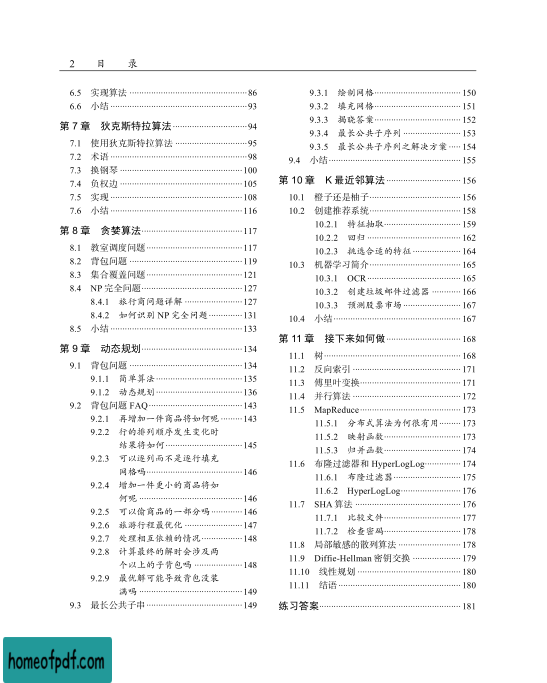 2 目 录
6.5 实现算法 86
6.6 小结 93
第 7 章 狄克斯特拉算法 94
7.1 使用狄克斯特拉算法 95
7.2 术语 98
7.3 换钢琴 100
7.4 负权边 105
7.5 实现 108
7.6 小结 116
第 8 章 贪婪算法 117
8.1 教室调度问题 117
8.2 背包问题 119
8.3 集合覆盖问题 121
8.4 NP 完全问题 127
8.4.1 旅行商问题详解 127
8.4.2 如何识别 NP 完全问题 131
8.5 小结 133
第 9 章 动态规划 134
9.1 背包问题 134
9.1.1 简单算法 135
9.1.2 动态规划 136
9.2 背包问题 FAQ 143
9.2.1 再增加一件商品将如何呢 143
9.2.2 行的排列顺序发生变化时
结果将如何 145
9.2.3 可以逐列而不是逐行填充
网格吗 146
9.2.4 增加一件更小的商品将如
何呢 146
9.2.5 可以偷商品的一部分吗 146
9.2.6 旅游行程最优化 147
9.2.7 处理相互依赖的情况 148
9.2.8 计算最终的解时会涉及两
个以上的子背包吗 148
9.2.9 最优解可能导致背包没装
满吗 149
9.3 最长公共子串 149
9.3.1 绘制网格 150
9.3.2 填充网格 151
9.3.3 揭晓答案 152
9.3.4 最长公共子序列 153
9.3.5 最长公共子序列之解决方案 154
9.4 小结 155
第 10 章 K 最近邻算法 156
10.1 橙子还是柚子 156
10.2 创建推荐系统 158
10.2.1 特征抽取 159
10.2.2 回归 162
10.2.3 挑选合适的特征 164
10.3 机器学习简介 165
10.3.1 OCR 165
10.3.2 创建垃圾邮件过滤器 166
10.3.3 预测股票市场 167
10.4 小结 167
第 11 章 接下来如何做 168
11.1 树 168
11.2 反向索引 171
11.3 傅里叶变换 171
11.4 并行算法 172
11.5 MapReduce 173
11.5.1 分布式算法为何很有用 173
11.5.2 映射函数 173
11.5.3 归并函数 174
11.6 布隆过滤器和 HyperLogLog 174
11.6.1 布隆过滤器 175
11.6.2 HyperLogLog 176
11.7 SHA 算法 176
11.7.1 比较文件 177
11.7.2 检查密码 178
11.8 局部敏感的散列算法 178
11.9 Diffie-Hellman 密钥交换 179
11.10 线性规划 180
11.11 结语 180
练习答案 181
homeofpdf.com